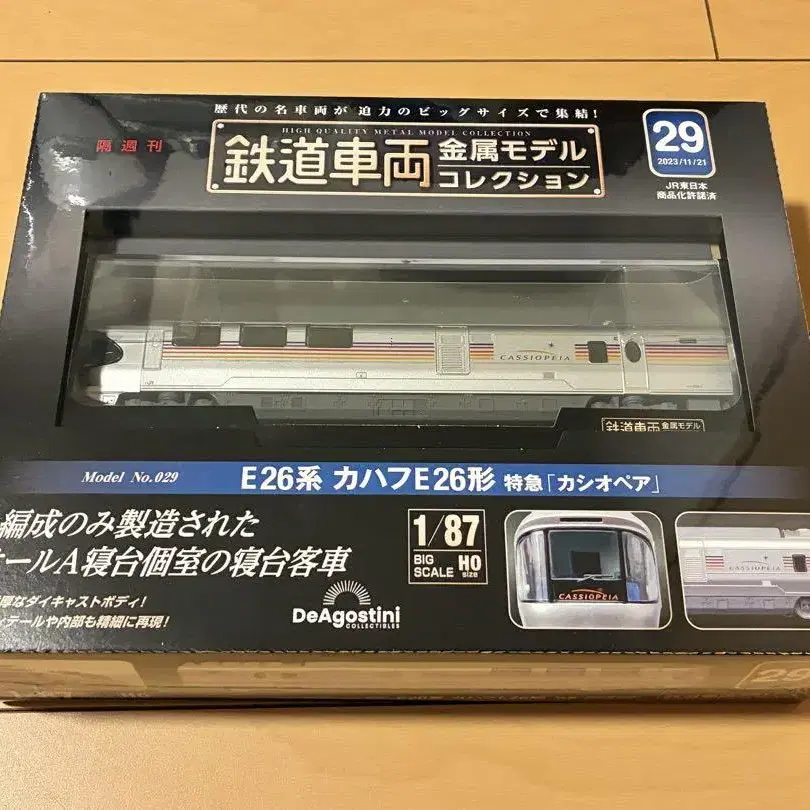 歴代の名車両が 迫力のビッグサイズで集結!
HIGH QUALITY METAL MODEL COLLECTION
隔週刊
鉄道車両 金属モデル
コレクション
29
2023/11/21
JR東日本
商品化許諾済
CASSIOPEIA
鉄道車両 金属モデル
Model No.029 E26系 カハフE26形 特急「カシオペア」
編成のみ製造された
ールA寝台個室の寝台客車
厚なダイキャストボディ!
ィテールや内部も精細に再現!
DeAgostini
COLLECTIBLES
1/87
BIG SCALE HO size
CASSIOPEIA
CASSIOPEIA
29